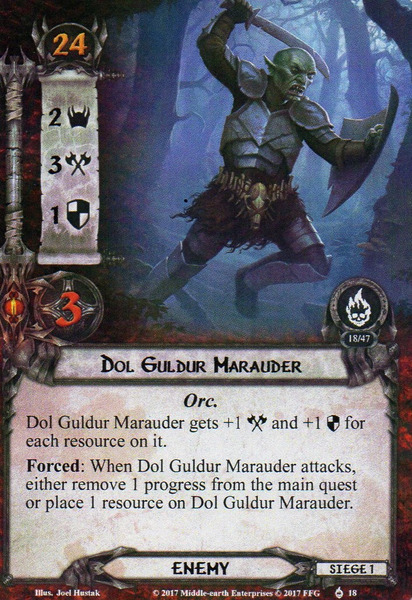 24
2
3
1
3
18/47
Dol Guldur Marauder
Orc.
Dol Guldur Marauder gets +1 and +1 for
each resource on it.
Forced: When Dol Guldur Marauder attacks,
either remove 1 progress from the main quest
or place 1 resource on Dol Guldur Marauder.
ENEMY
SIEGE 1
Illus. Joel Hustak
© 2017 Middle-earth Enterprises © 2017 FFG
18